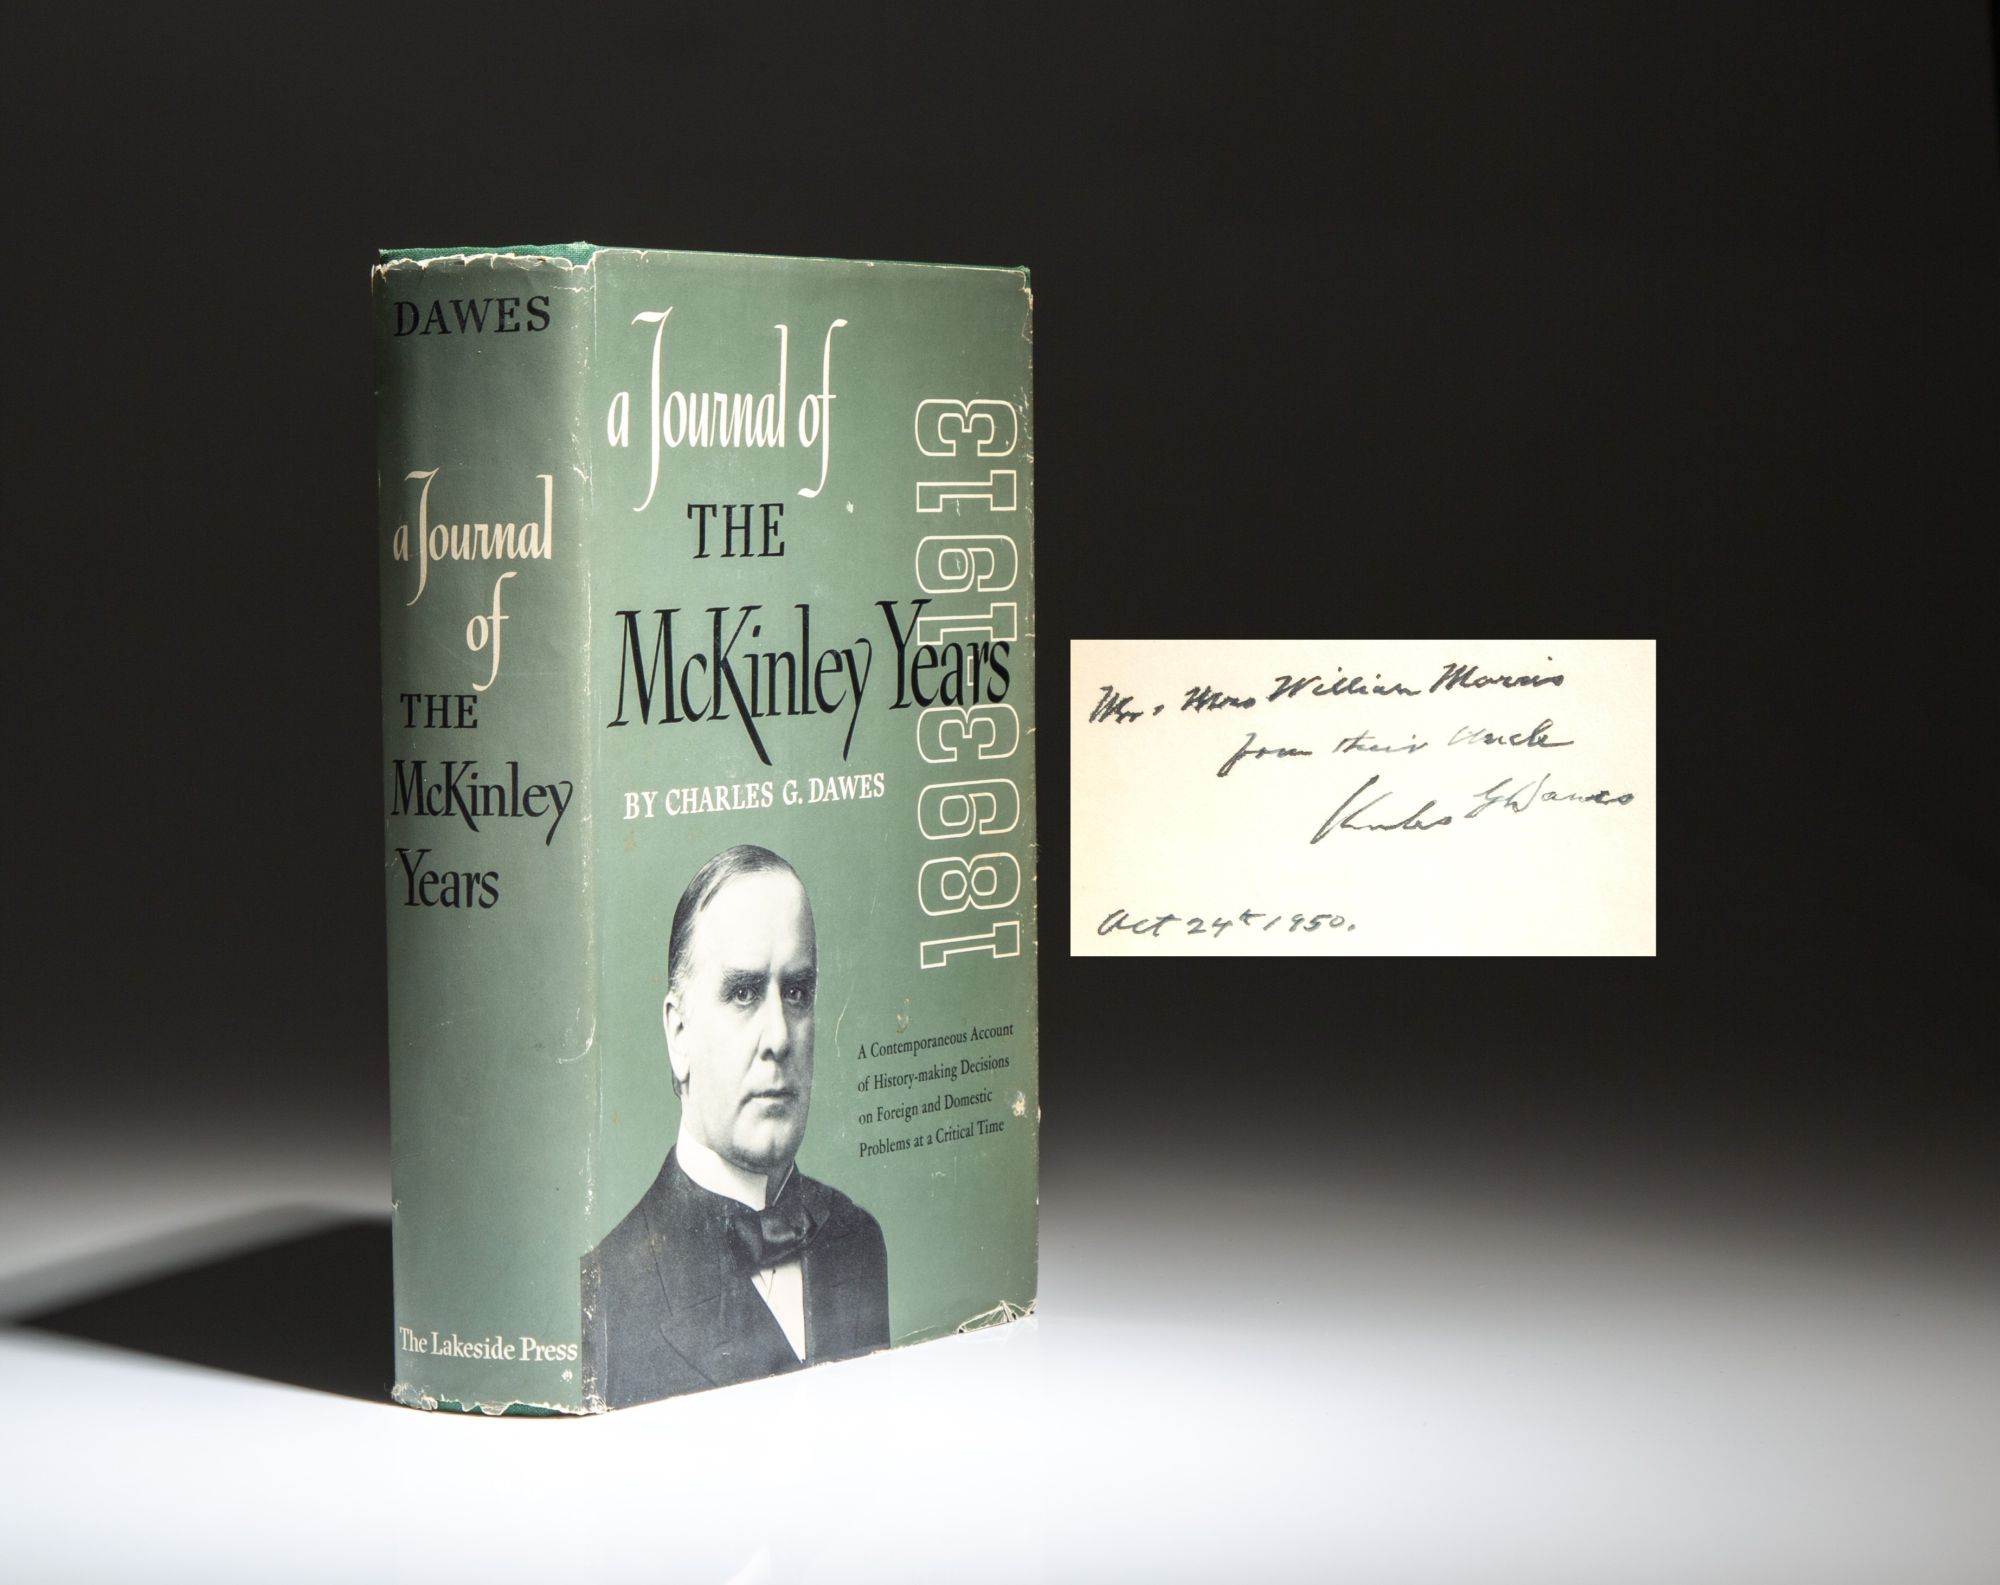 DAWES
a Journal
of
THE
McKinley
Years
The Lakeside Press
a Journal of
THE
McKinley Years
1893-1913
BY CHARLES G. DAWES
A Contemporaneous Account
of History-making Decisions
on Foreign and Domestic
Problems at a Critical Time
Mr. & Mrs William Morris
from their Uncle
Charles G Dawes
Oct 24th 1950.